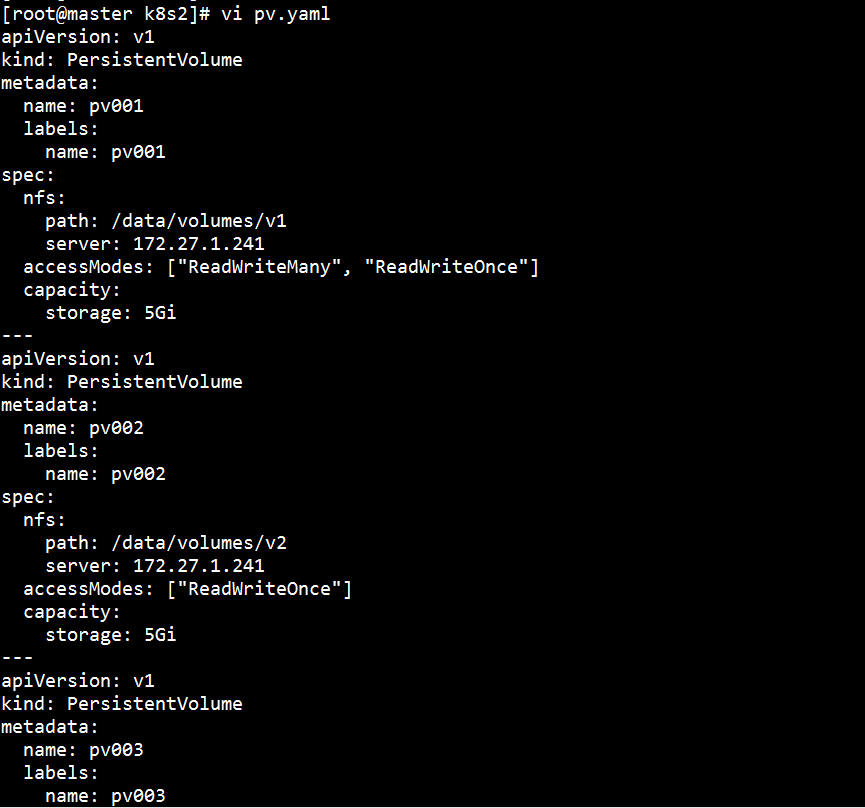 [root@master k8s2]# vi pv.yaml
apiVersion: v1
kind: PersistentVolume
metadata:
  name: pv001
  labels:
    name: pv001
spec:
  nfs:
    path: /data/volumes/v1
    server: 172.27.1.241
  accessModes: ["ReadWriteMany", "ReadWriteOnce"]
  capacity:
    storage: 5Gi
---
apiVersion: v1
kind: PersistentVolume
metadata:
  name: pv002
  labels:
    name: pv002
spec:
  nfs:
    path: /data/volumes/v2
    server: 172.27.1.241
  accessModes: ["ReadWriteOnce"]
  capacity:
    storage: 5Gi
---
apiVersion: v1
kind: PersistentVolume
metadata:
  name: pv003
  labels:
    name: pv003